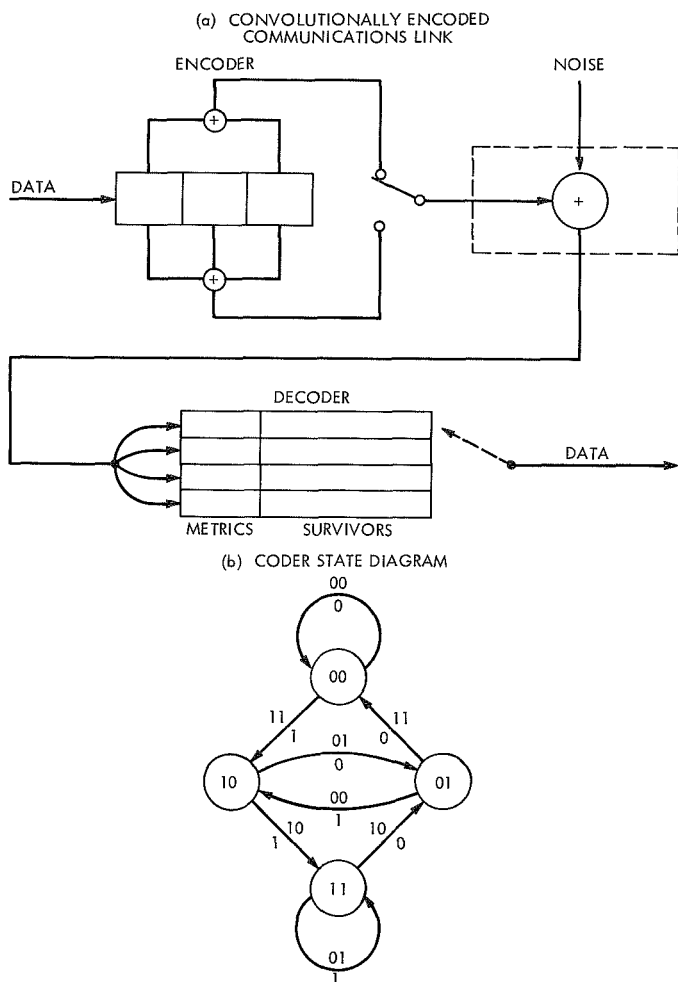 (a) CONVOLUTIONALLY ENCODED
COMMUNICATIONS LINK
ENCODER
NOISE
+
DATA
+
+
DECODER
DATA
METRICS SURVIVORS
(b) CODER STATE DIAGRAM
00
0
00
11
1
11
0
01
0
10
01
00
1
10
1
10
0
11
01
1